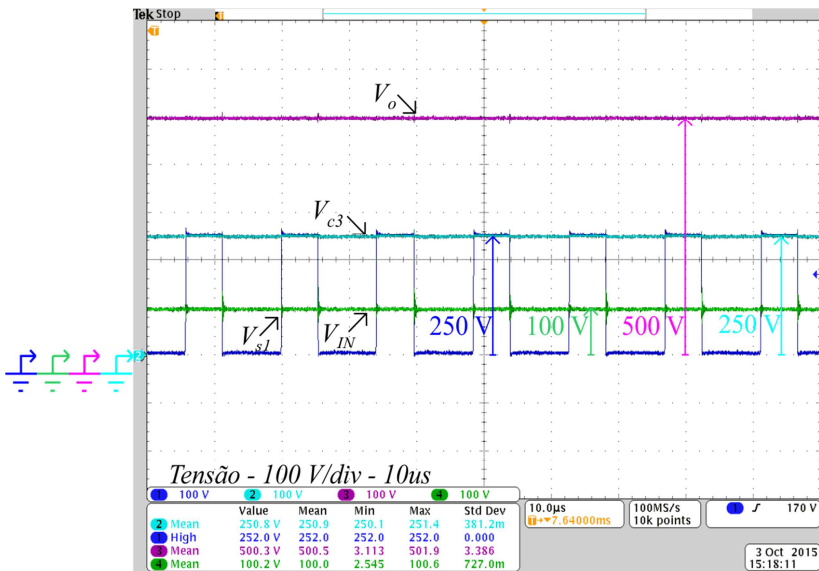 Tek Stop
T
Vo
Vc3
Vs1
VIN
250 V
100 V
500 V
250 V
2
Tensão - 100 V/div - 10us
1 100 V 2 100 V 3 100 V 4 100 V
Value Mean Min Max Std Dev
2 Mean 250.8 V 250.9 250.1 251.4 381.2m
1 High 252.0 V 252.0 252.0 252.0 0.000
3 Mean 500.3 V 500.5 3.113 501.9 3.386
4 Mean 100.2 V 100.0 2.545 100.6 727.0m
10.0µs
T→▼7.64000ms
100MS/s
10k points
1 170 V
3 Oct 2015
15:18:11